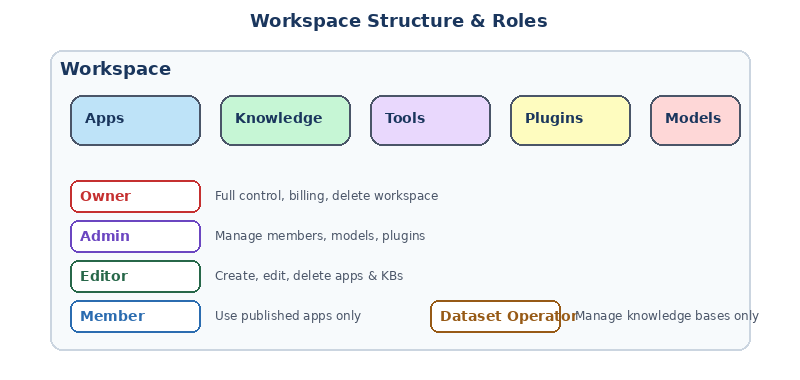 Workspace Structure & Roles
Workspace
Apps
Knowledge
Tools
Plugins
Models
Owner
Full control, billing, delete workspace
Admin
Manage members, models, plugins
Editor
Create, edit, delete apps & KBs
Member
Use published apps only
Dataset Operator
Manage knowledge bases only